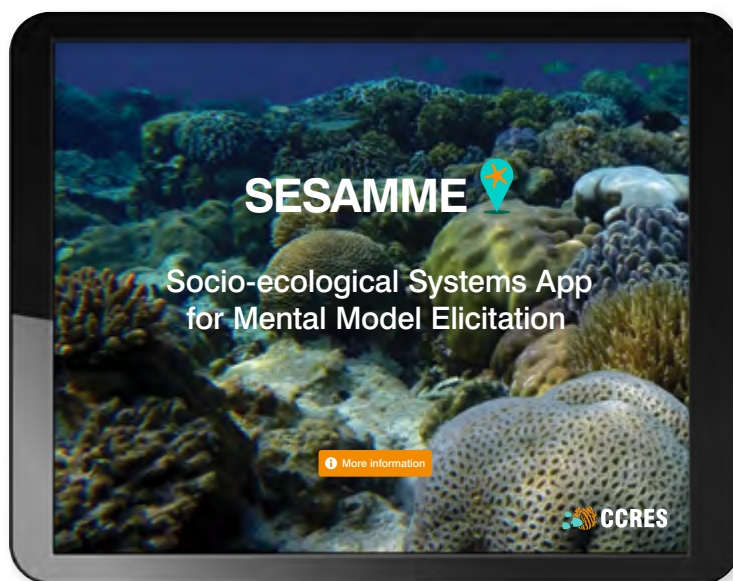 SESAMME
Socio-ecological Systems App
for Mental Model Elicitation
More information
CCRES